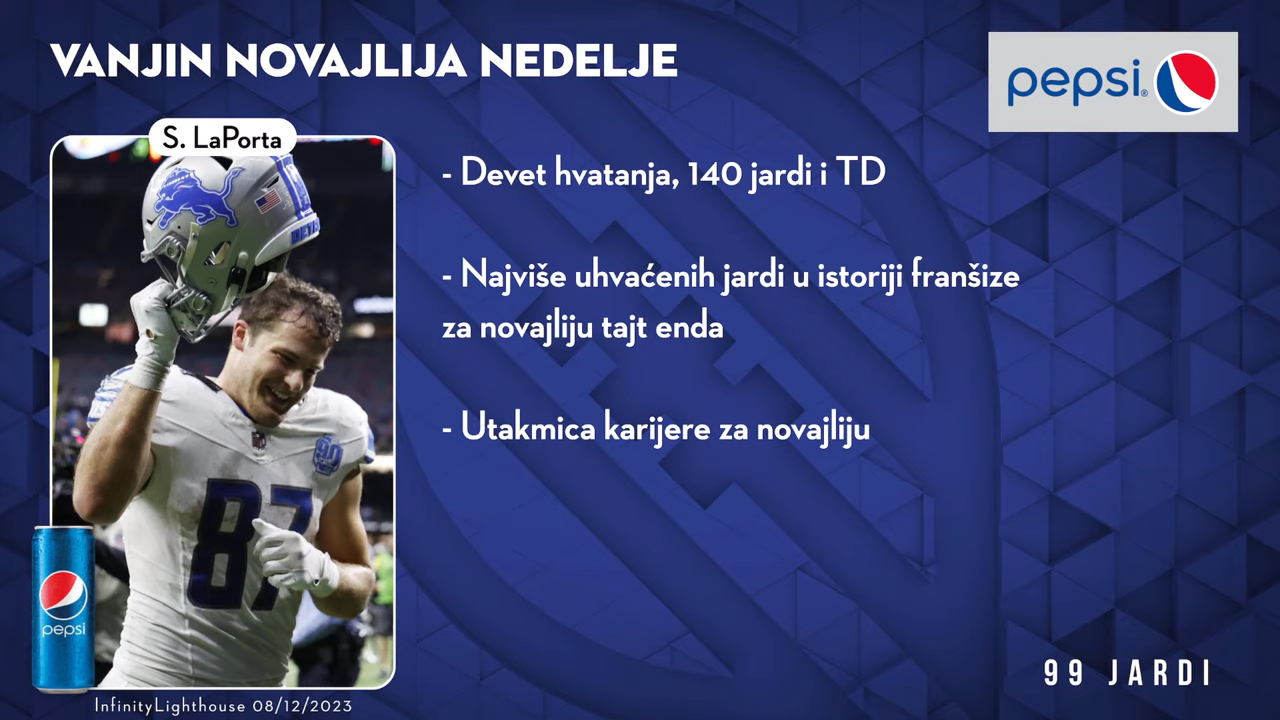 VANJIN NOVAJLIJA NEDELJE
pepsi®
S. LaPorta
- Devet hvatanja, 140 jardi i TD
- Najviše uhvaćenih jardi u istoriji franšize
za novajliju tajt enda
- Utakmica karijere za novajliju
87
pepsi
99 JARDI
InfinityLighthouse 08/12/2023